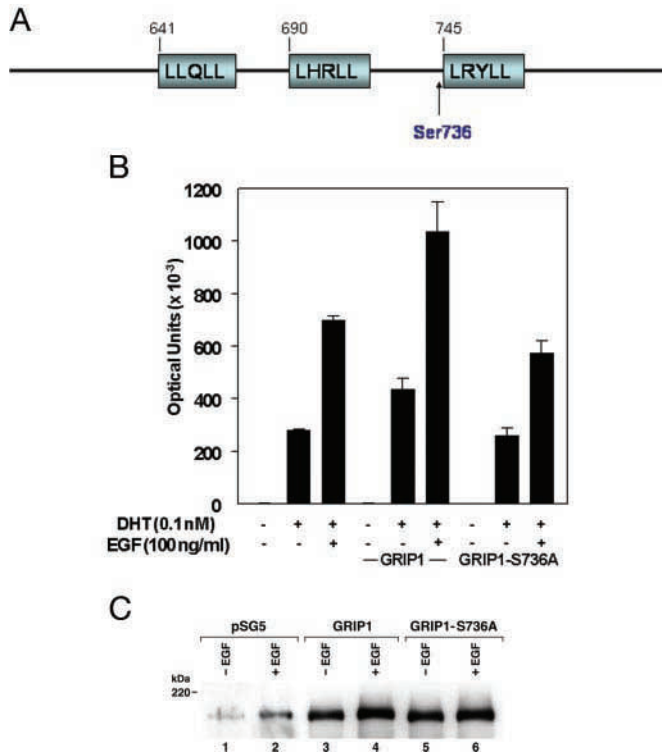 A
641 690 745
LLQLL LHRLL LRYLL
Ser736
B
1200
1000
800
600
400
200
0
Optical Units (x 10⁻³)
DHT (0.1nM) - + + - + + - + +
EGF (100 ng/ml) - - + - - + - - +
GRIP1 GRIP1-S736A
C
pSG5 GRIP1 GRIP1-S736A
- EGF + EGF - EGF + EGF - EGF + EGF
kDa
220
1 2 3 4 5 6